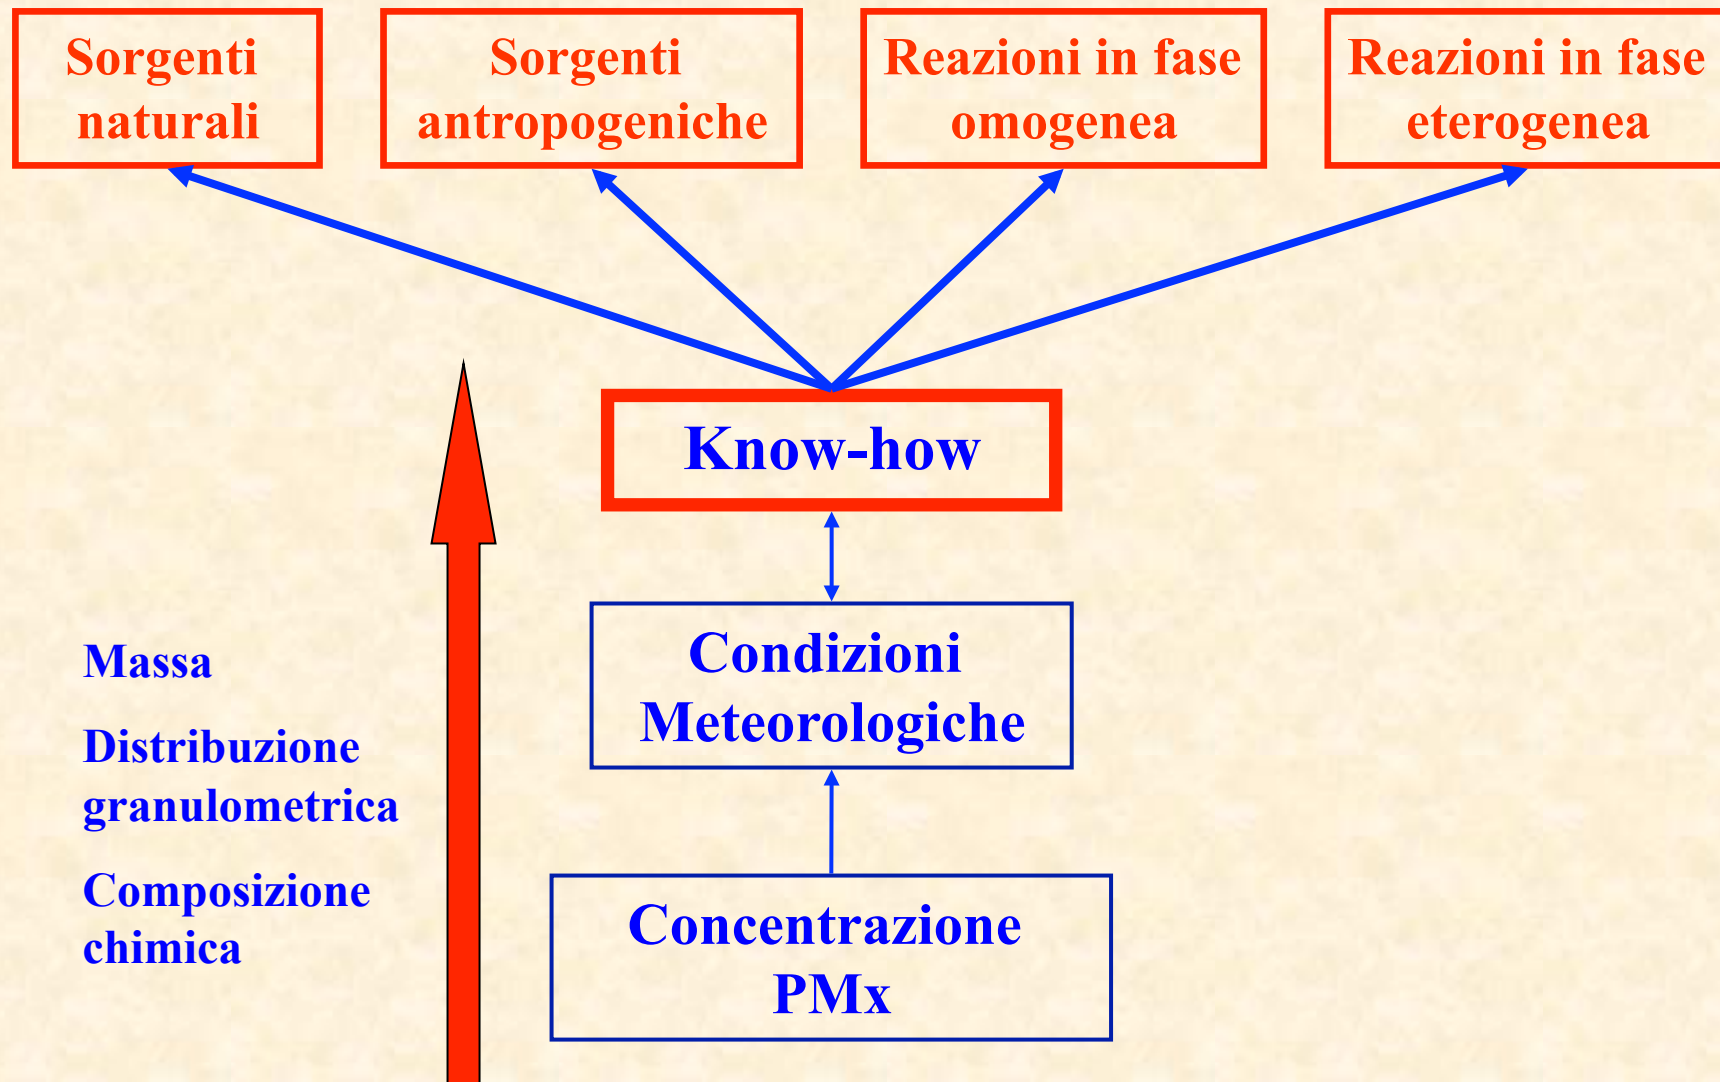 Sorgenti
naturali
Sorgenti
antropogeniche
Reazioni in fase
omogenea
Reazioni in fase
eterogenea
Know-how
Condizioni
Meteorologiche
Massa
Distribuzione
granulometrica
Composizione
chimica
Concentrazione
PMx